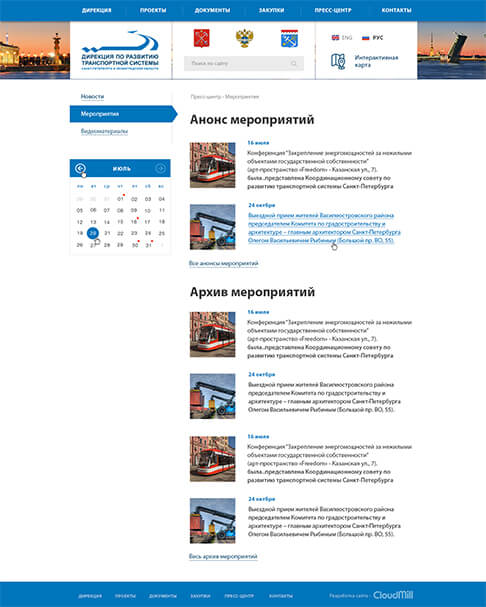 ДИРЕКЦИЯ ПРОЕКТЫ ДОКУМЕНТЫ ЗАКУПКИ ПРЕСС-ЦЕНТР КОНТАКТЫ
ДИРЕКЦИЯ ПО РАЗВИТИЮ
ТРАНСПОРТНОЙ СИСТЕМЫ
САНКТ-ПЕТЕРБУРГА И ЛЕНИНГРАДСКОЙ ОБЛАСТИ
Поиск по сайту
ENG РУС
Интерактивная
карта
Новости
Мероприятия
Видеоматериалы
ИЮЛЬ
пн вт ср чт пт сб вс
01 02 03 04
05 06 07 08 09 10 11
12 13 14 15 16 17 18
19 20 21 22 23 24 25
26 27 28 29 30 31
Пресс-центр - Мероприятия
Анонс мероприятий
16 июля
Конференция "Закрепление энергомощностей за нежилыми
объектами государственной собственности"
(арт-пространство «Freedom» - Казанская ул., 7).
была..представлена Координационному совету по
развитию транспортной системы Санкт-Петербурга
24 октбря
Выездной прием жителей Василеостровского района
председателем Комитета по градостроительству и
архитектуре – главным архитектором Санкт-Петербурга
Олегом Васильевичем Рыбиным (Большой пр. ВО, 55).
Все анонсы мероприятий
Архив мероприятий
16 июля
Конференция "Закрепление энергомощностей за нежилыми
объектами государственной собственности"
(арт-пространство «Freedom» - Казанская ул., 7).
была..представлена Координационному совету по
развитию транспортной системы Санкт-Петербурга
24 октбря
Выездной прием жителей Василеостровского района
председателем Комитета по градостроительству и
архитектуре – главным архитектором Санкт-Петербурга
Олегом Васильевичем Рыбиным (Большой пр. ВО, 55).
16 июля
Конференция "Закрепление энергомощностей за нежилыми
объектами государственной собственности"
(арт-пространство «Freedom» - Казанская ул., 7).
была..представлена Координационному совету по
развитию транспортной системы Санкт-Петербурга
24 октбря
Выездной прием жителей Василеостровского района
председателем Комитета по градостроительству и
архитектуре – главным архитектором Санкт-Петербурга
Олегом Васильевичем Рыбиным (Большой пр. ВО, 55).
Весь архив мероприятий
ДИРЕКЦИЯ ПРОЕКТЫ ДОКУМЕНТЫ ЗАКУПКИ ПРЕСС-ЦЕНТР КОНТАКТЫ Разработка сайта - CloudMill